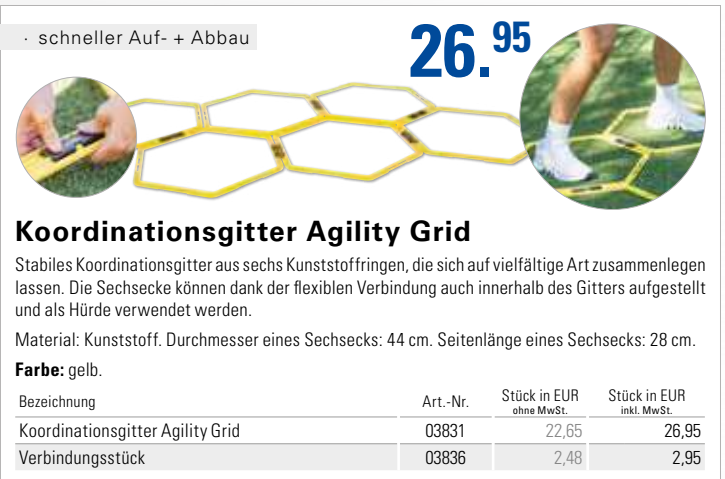 · schneller Auf- + Abbau
26.95
Koordinationsgitter Agility Grid
Stabiles Koordinationsgitter aus sechs Kunststoffringen, die sich auf vielfältige Art zusammenlegen
lassen. Die Sechsecke können dank der flexiblen Verbindung auch innerhalb des Gitters aufgestellt
und als Hürde verwendet werden.
Material: Kunststoff. Durchmesser eines Sechsecks: 44 cm. Seitenlänge eines Sechsecks: 28 cm.
Farbe: gelb.
Bezeichnung Art.-Nr. Stück in EUR Stück in EUR
ohne MwSt. inkl. MwSt.
Koordinationsgitter Agility Grid 03831 22,65 26,95
Verbindungsstück 03836 2,48 2,95